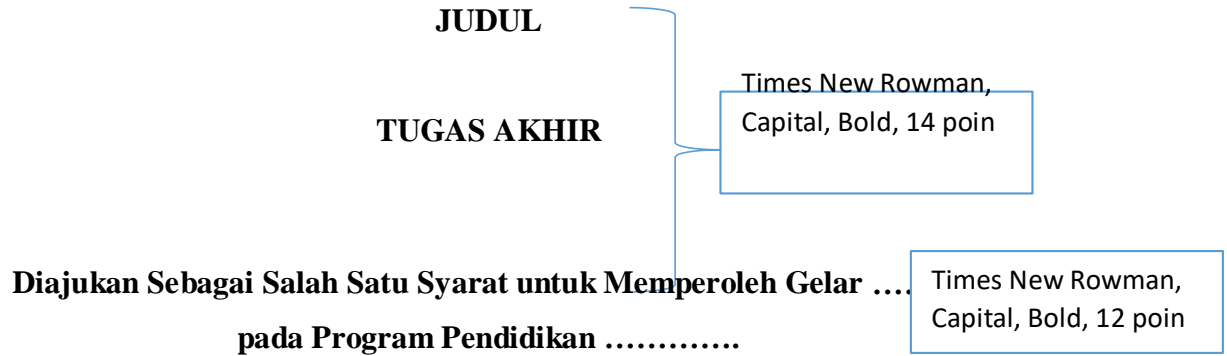 JUDUL
Times New Rowman,
Capital, Bold, 14 poin
TUGAS AKHIR
Diajukan Sebagai Salah Satu Syarat untuk Memperoleh Gelar ….
pada Program Pendidikan ………….
Times New Rowman,
Capital, Bold, 12 poin